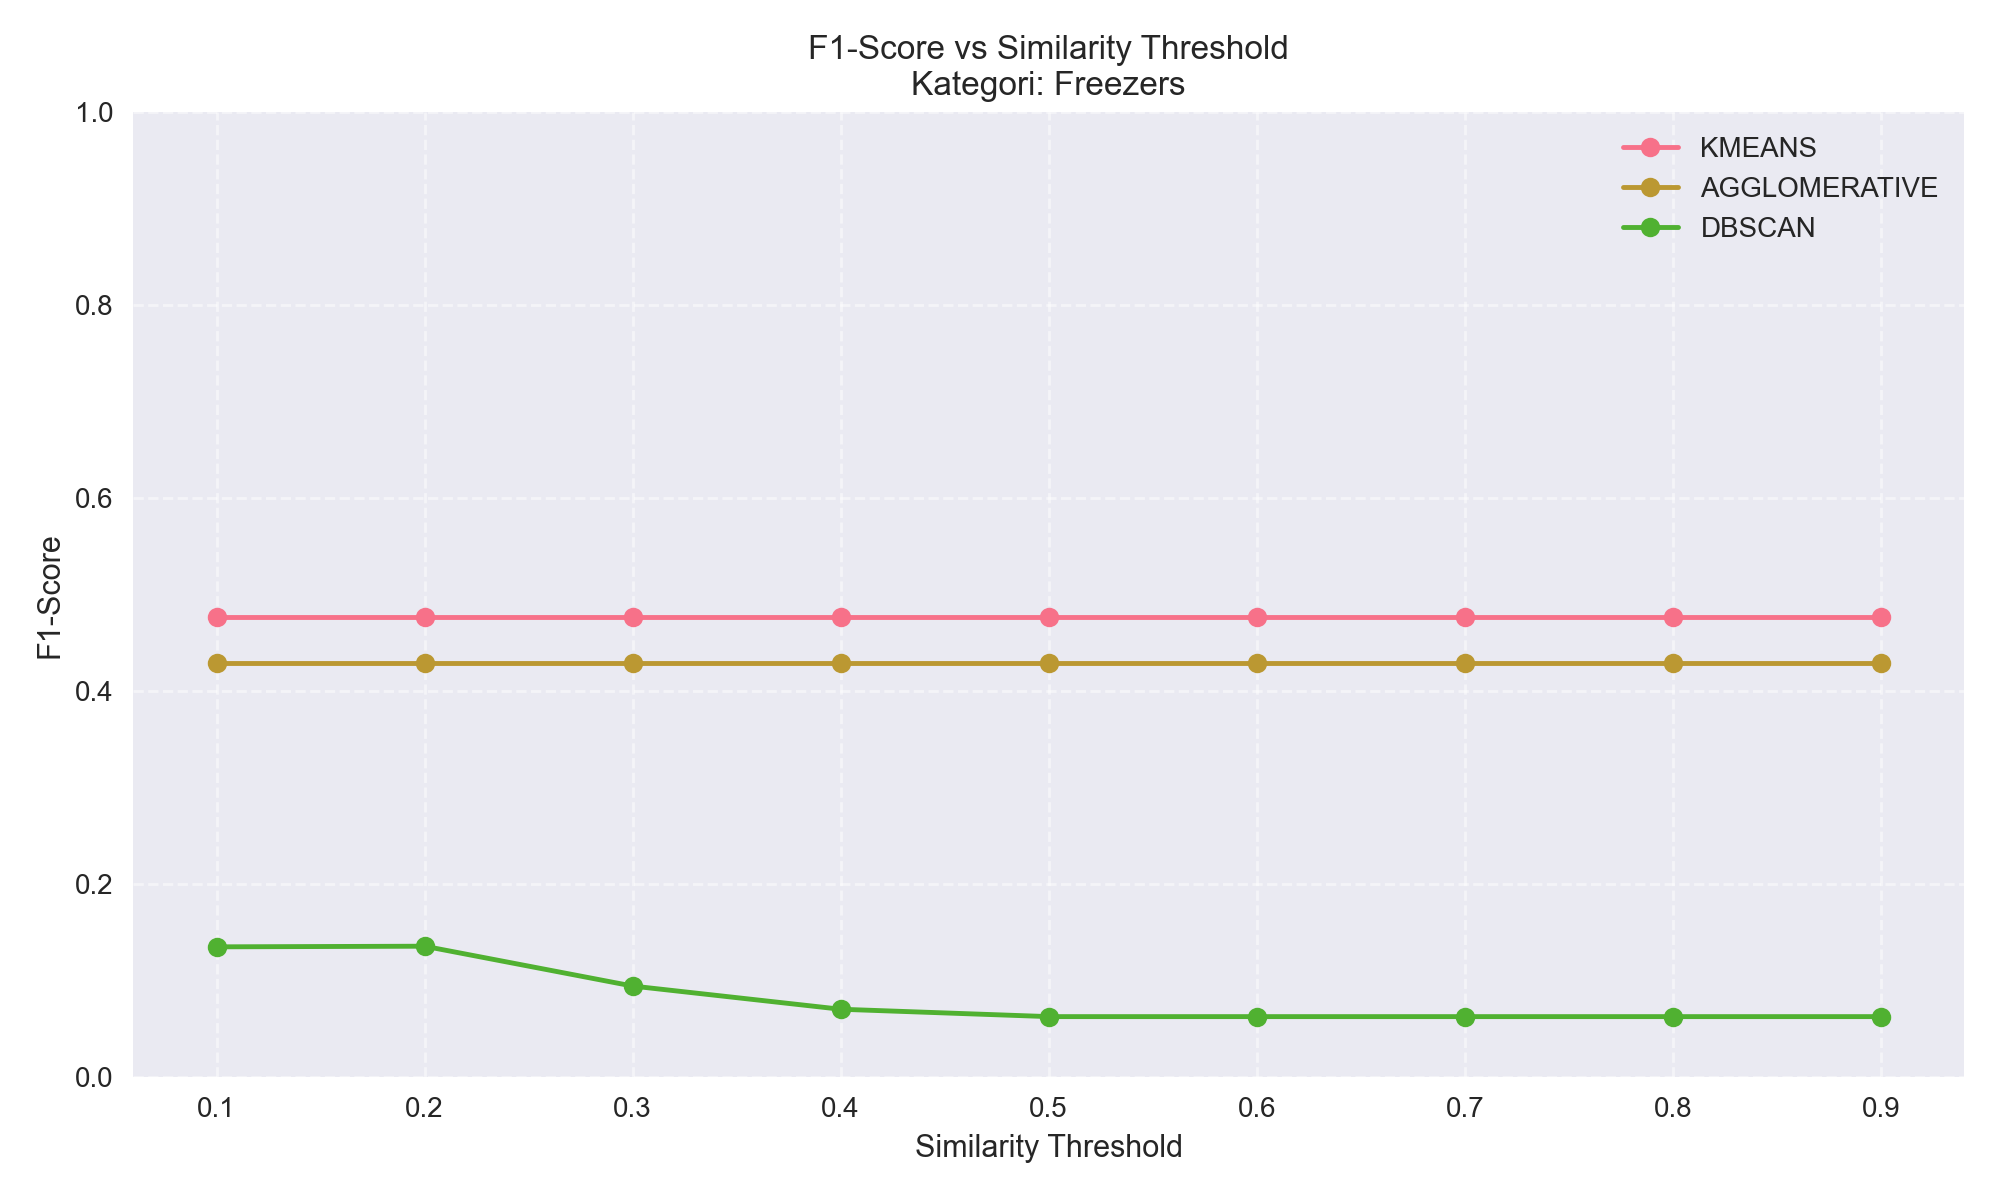 F1-Score vs Similarity Threshold
Kategori: Freezers
KMEANS
AGGLOMERATIVE
DBSCAN
F1-Score
1.0
0.8
0.6
0.4
0.2
0.0
0.1 0.2 0.3 0.4 0.5 0.6 0.7 0.8 0.9
Similarity Threshold